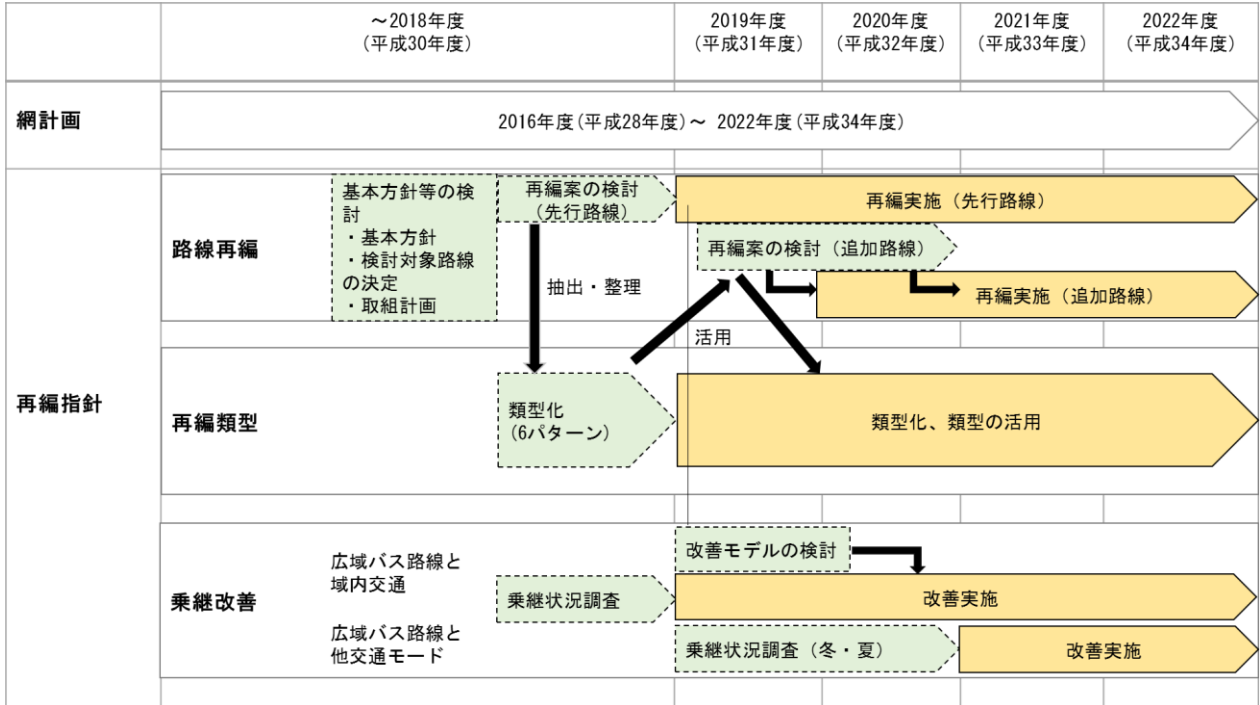 ～2018年度
(平成30年度)
2019年度
(平成31年度)
2020年度
(平成32年度)
2021年度
(平成33年度)
2022年度
(平成34年度)
網計画
2016年度(平成28年度)～ 2022年度(平成34年度)
再編指針
路線再編
基本方針等の検
討
・基本方針
・検討対象路線
の決定
・取組計画
再編案の検討
(先行路線)
再編実施（先行路線）
再編案の検討（追加路線）
再編実施（追加路線）
抽出・整理
活用
再編類型
類型化
(6パターン)
類型化、類型の活用
乗継改善
広域バス路線と
域内交通
乗継状況調査
改善モデルの検討
改善実施
広域バス路線と
他交通モード
乗継状況調査（冬・夏）
改善実施